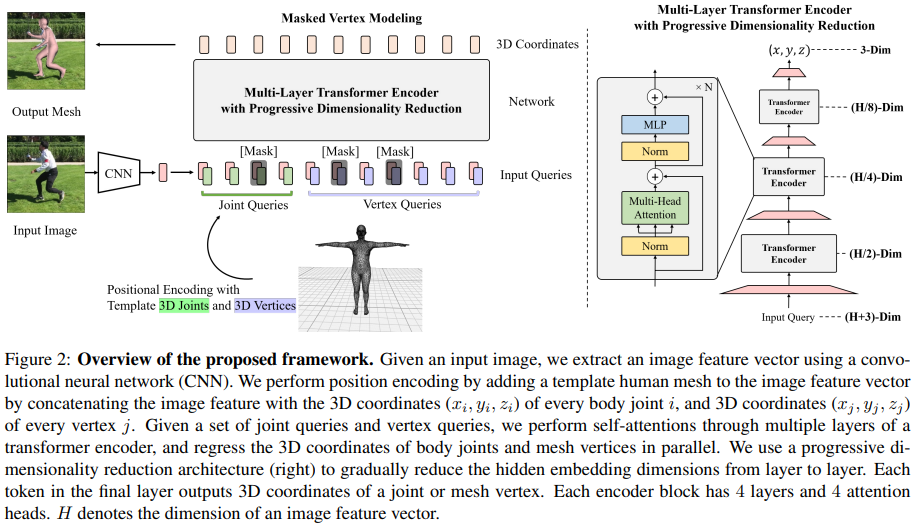 Masked Vertex Modeling
3D Coordinates
Output Mesh
Multi-Layer Transformer Encoder
with Progressive Dimensionality Reduction
Network
Input Image
CNN
[Mask] [Mask] [Mask]
Input Queries
Joint Queries
Vertex Queries
Positional Encoding with
Template 3D Joints and 3D Vertices
Multi-Layer Transformer Encoder
with Progressive Dimensionality Reduction
× N
+
MLP
Norm
+
Multi-Head
Attention
Norm
(x, y, z) 3-Dim
Transformer
Encoder
(H/8)-Dim
Transformer
Encoder
(H/4)-Dim
Transformer
Encoder
(H/2)-Dim
Input Query (H+3)-Dim
Figure 2: Overview of the proposed framework. Given an input image, we extract an image feature vector using a convo-
lutional neural network (CNN). We perform position encoding by adding a template human mesh to the image feature vector
by concatenating the image feature with the 3D coordinates (xᵢ, yᵢ, zᵢ) of every body joint i, and 3D coordinates (xⱼ, yⱼ, zⱼ)
of every vertex j. Given a set of joint queries and vertex queries, we perform self-attentions through multiple layers of a
transformer encoder, and regress the 3D coordinates of body joints and mesh vertices in parallel. We use a progressive di-
mensionality reduction architecture (right) to gradually reduce the hidden embedding dimensions from layer to layer. Each
token in the final layer outputs 3D coordinates of a joint or mesh vertex. Each encoder block has 4 layers and 4 attention
heads. H denotes the dimension of an image feature vector.